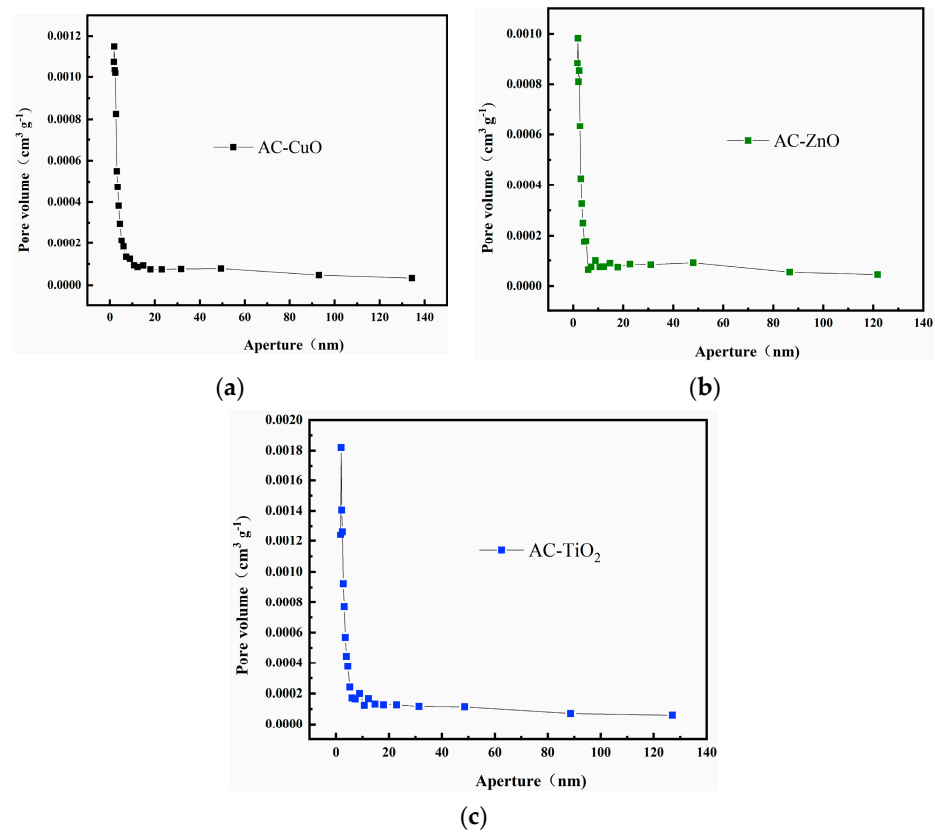 0.0012
0.0010
0.0008
0.0006
0.0004
0.0002
0.0000
Pore volume（cm³ g⁻¹)
AC-CuO
0 20 40 60 80 100 120 140
Aperture（nm)
(a)
0.0010
0.0008
0.0006
0.0004
0.0002
0.0000
Pore volume（cm³ g⁻¹)
AC-ZnO
0 20 40 60 80 100 120 140
Aperture（nm)
(b)
0.0020
0.0018
0.0016
0.0014
0.0012
0.0010
0.0008
0.0006
0.0004
0.0002
0.0000
Pore volume（cm³ g⁻¹)
AC-TiO₂
0 20 40 60 80 100 120 140
Aperture（nm)
(c)